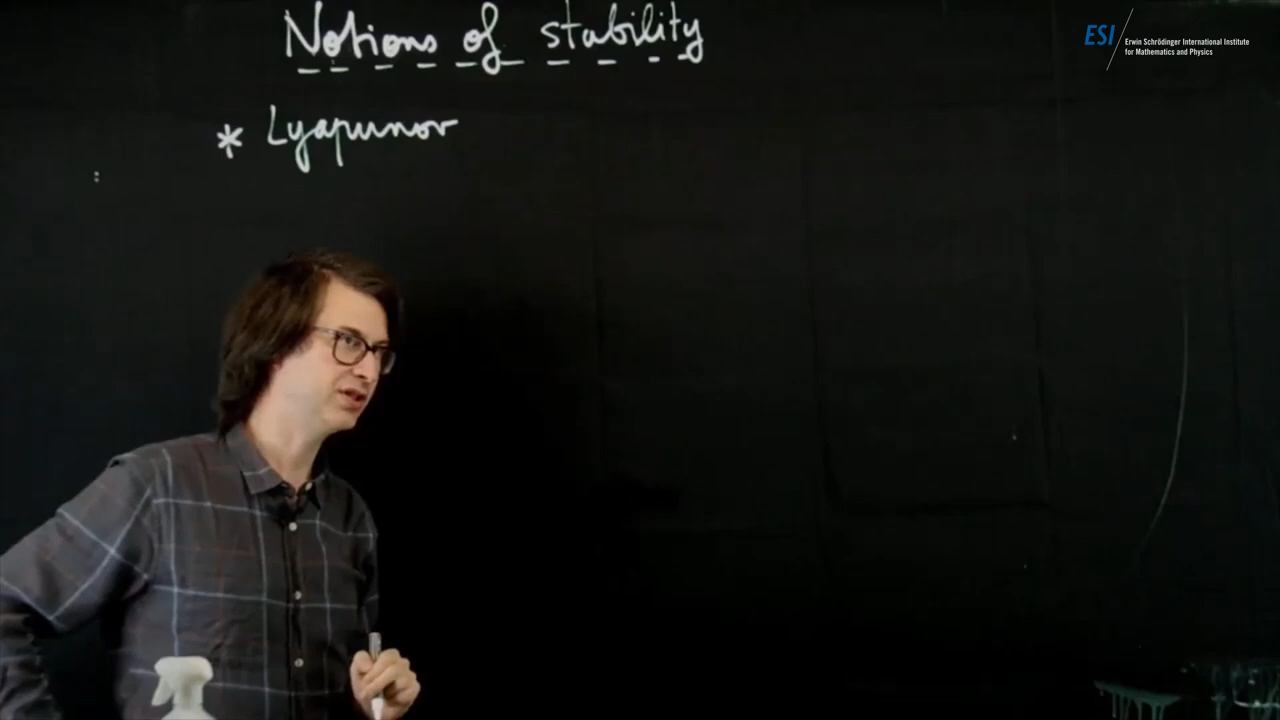 Notions of stability
* Lyapunov
ESI
Erwin Schrödinger International Institute
for Mathematics and Physics